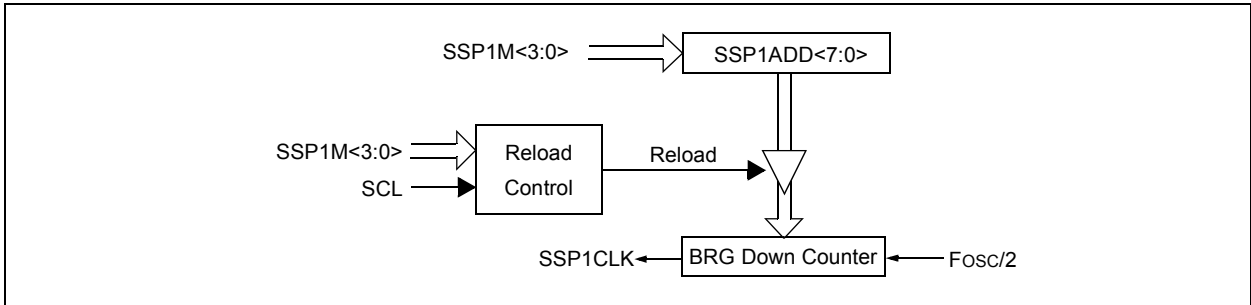 SSP1M<3:0>
SSP1ADD<7:0>
SSP1M<3:0>
SCL
Reload
Control
Reload
SSP1CLK
BRG Down Counter
FOSC/2